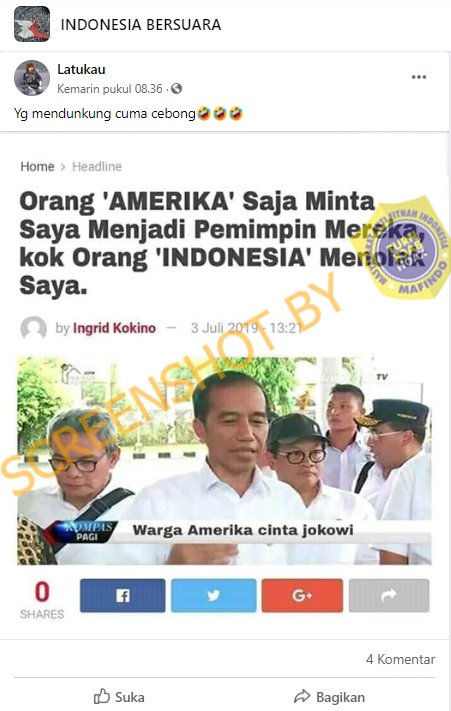 INDONESIA BERSUARA
Latukau
Kemarin pukul 08.36 ·
Yg mendunkung cuma cebong🤣🤣🤣
Home > Headline
Orang 'AMERIKA' Saja Minta
Saya Menjadi Pemimpin Mereka,
kok Orang 'INDONESIA' Menolak
Saya.
MASYARAKAT ANTI FITNAH INDONESIA
TURN BACK HOAX
MAFINDO
by Ingrid Kokino — 3 Juli 2019 - 13:21
SCREENSHOT BY
TV
KOMPAS
PAGI
Warga Amerika cinta jokowi
0
SHARES
G+
4 Komentar
Suka
Bagikan